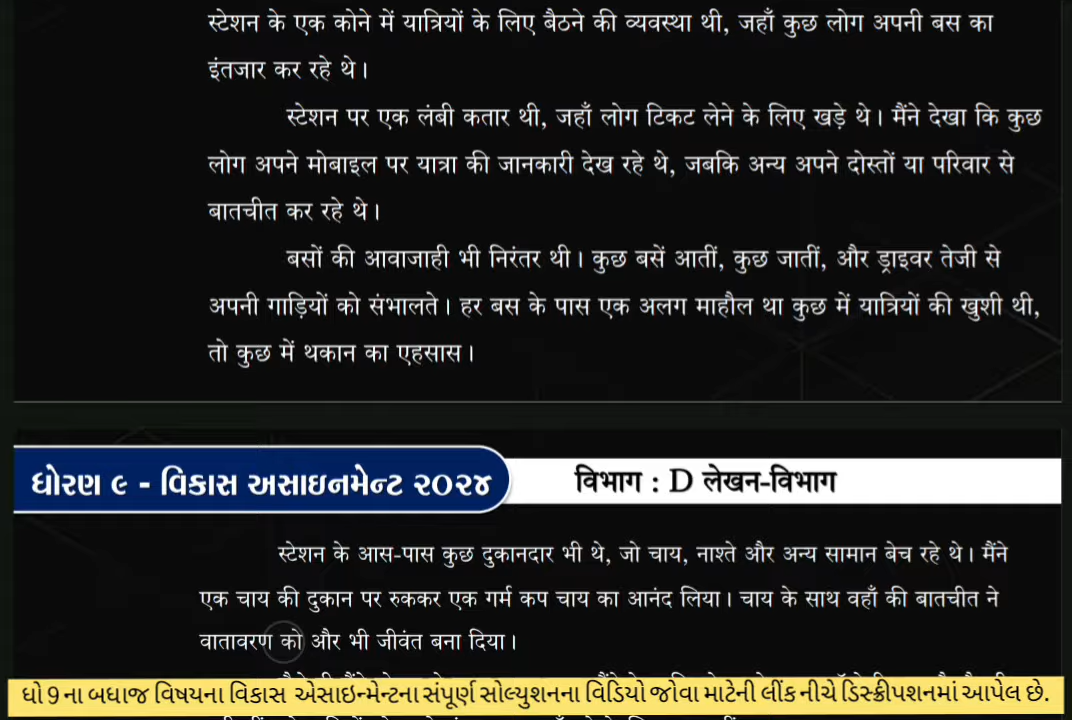 स्टेशन के एक कोने में यात्रियों के लिए बैठने की व्यवस्था थी, जहाँ कुछ लोग अपनी बस का
इंतजार कर रहे थे।
स्टेशन पर एक लंबी कतार थी, जहाँ लोग टिकट लेने के लिए खड़े थे। मैंने देखा कि कुछ
लोग अपने मोबाइल पर यात्रा की जानकारी देख रहे थे, जबकि अन्य अपने दोस्तों या परिवार से
बातचीत कर रहे थे।
बसों की आवाजाही भी निरंतर थी। कुछ बसें आतीं, कुछ जातीं, और ड्राइवर तेजी से
अपनी गाड़ियों को संभालते। हर बस के पास एक अलग माहौल था कुछ में यात्रियों की खुशी थी,
तो कुछ में थकान का एहसास।
ધોરણ ૯ - વિકાસ અસાઇનમેન્ટ ૨૦૨૪
विभाग : D लेखन-विभाग
स्टेशन के आस-पास कुछ दुकानदार भी थे, जो चाय, नाश्ते और अन्य सामान बेच रहे थे। मैंने
एक चाय की दुकान पर रुककर एक गर्म कप चाय का आनंद लिया। चाय के साथ वहाँ की बातचीत ने
वातावरण को और भी जीवंत बना दिया।
ધો 9 ના બધાજ વિષયના વિકાસ એસાઇન્મેન્ટના સંપૂર્ણ સોલ્યુશનના વિડિયો જોવા માટેની લીંક નીચે ડિસ્ક્રીપશનમાં આપેલ છે.